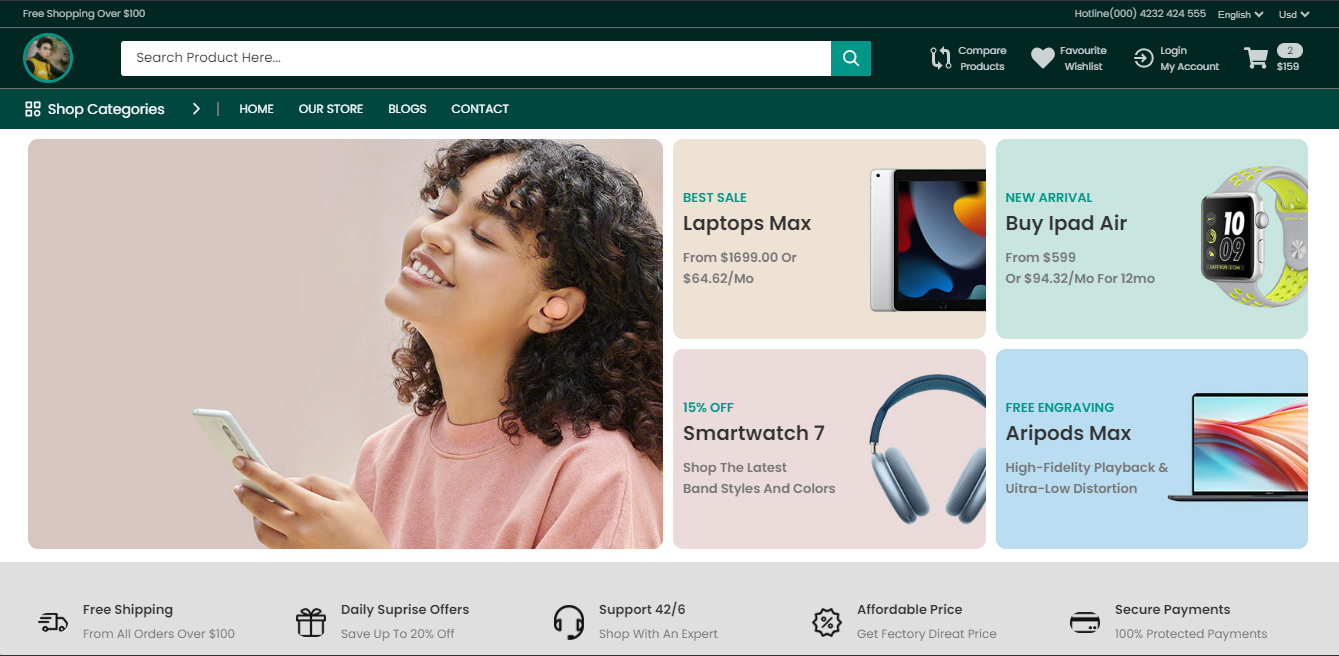 Free Shopping Over $100
Hotline(000) 4232 424 555 English Usd
Search Product Here...
Compare
Products
Favourite
Wishlist
Login
My Account
2
$159
Shop Categories | HOME OUR STORE BLOGS CONTACT
BEST SALE
Laptops Max
From $1699.00 Or
$64.62/Mo
NEW ARRIVAL
Buy Ipad Air
From $599
Or $94.32/Mo For 12mo
10
09
15% OFF
Smartwatch 7
Shop The Latest
Band Styles And Colors
FREE ENGRAVING
Aripods Max
High-Fidelity Playback &
Uitra-Low Distortion
Free Shipping
From All Orders Over $100
Daily Suprise Offers
Save Up To 20% Off
Support 42/6
Shop With An Expert
Affordable Price
Get Fectory Direat Price
Secure Payments
100% Protected Payments